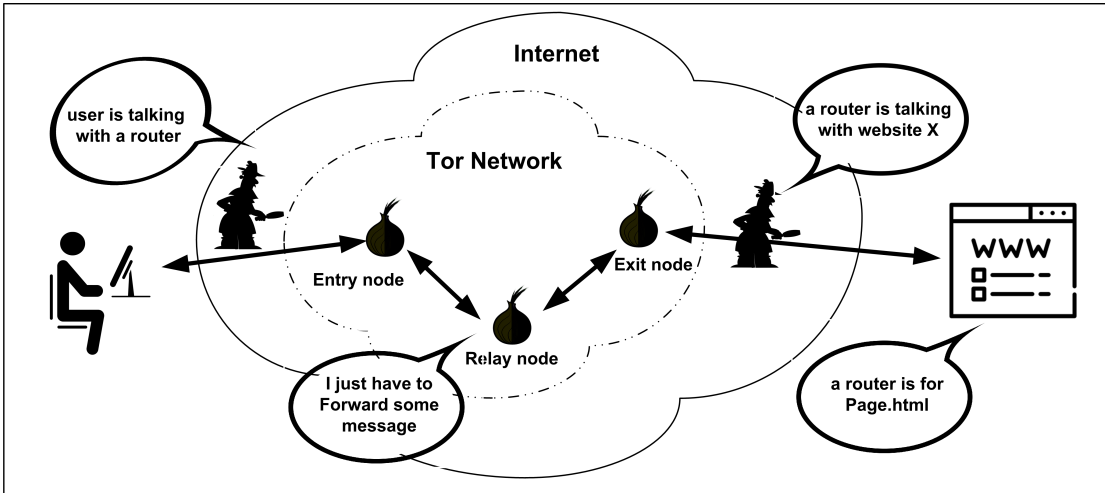 Internet
user is talking
with a router
a router is talking
with website X
Tor Network
Entry node
Exit node
WWW
Relay node
I just have to
Forward some
message
a router is for
Page.html